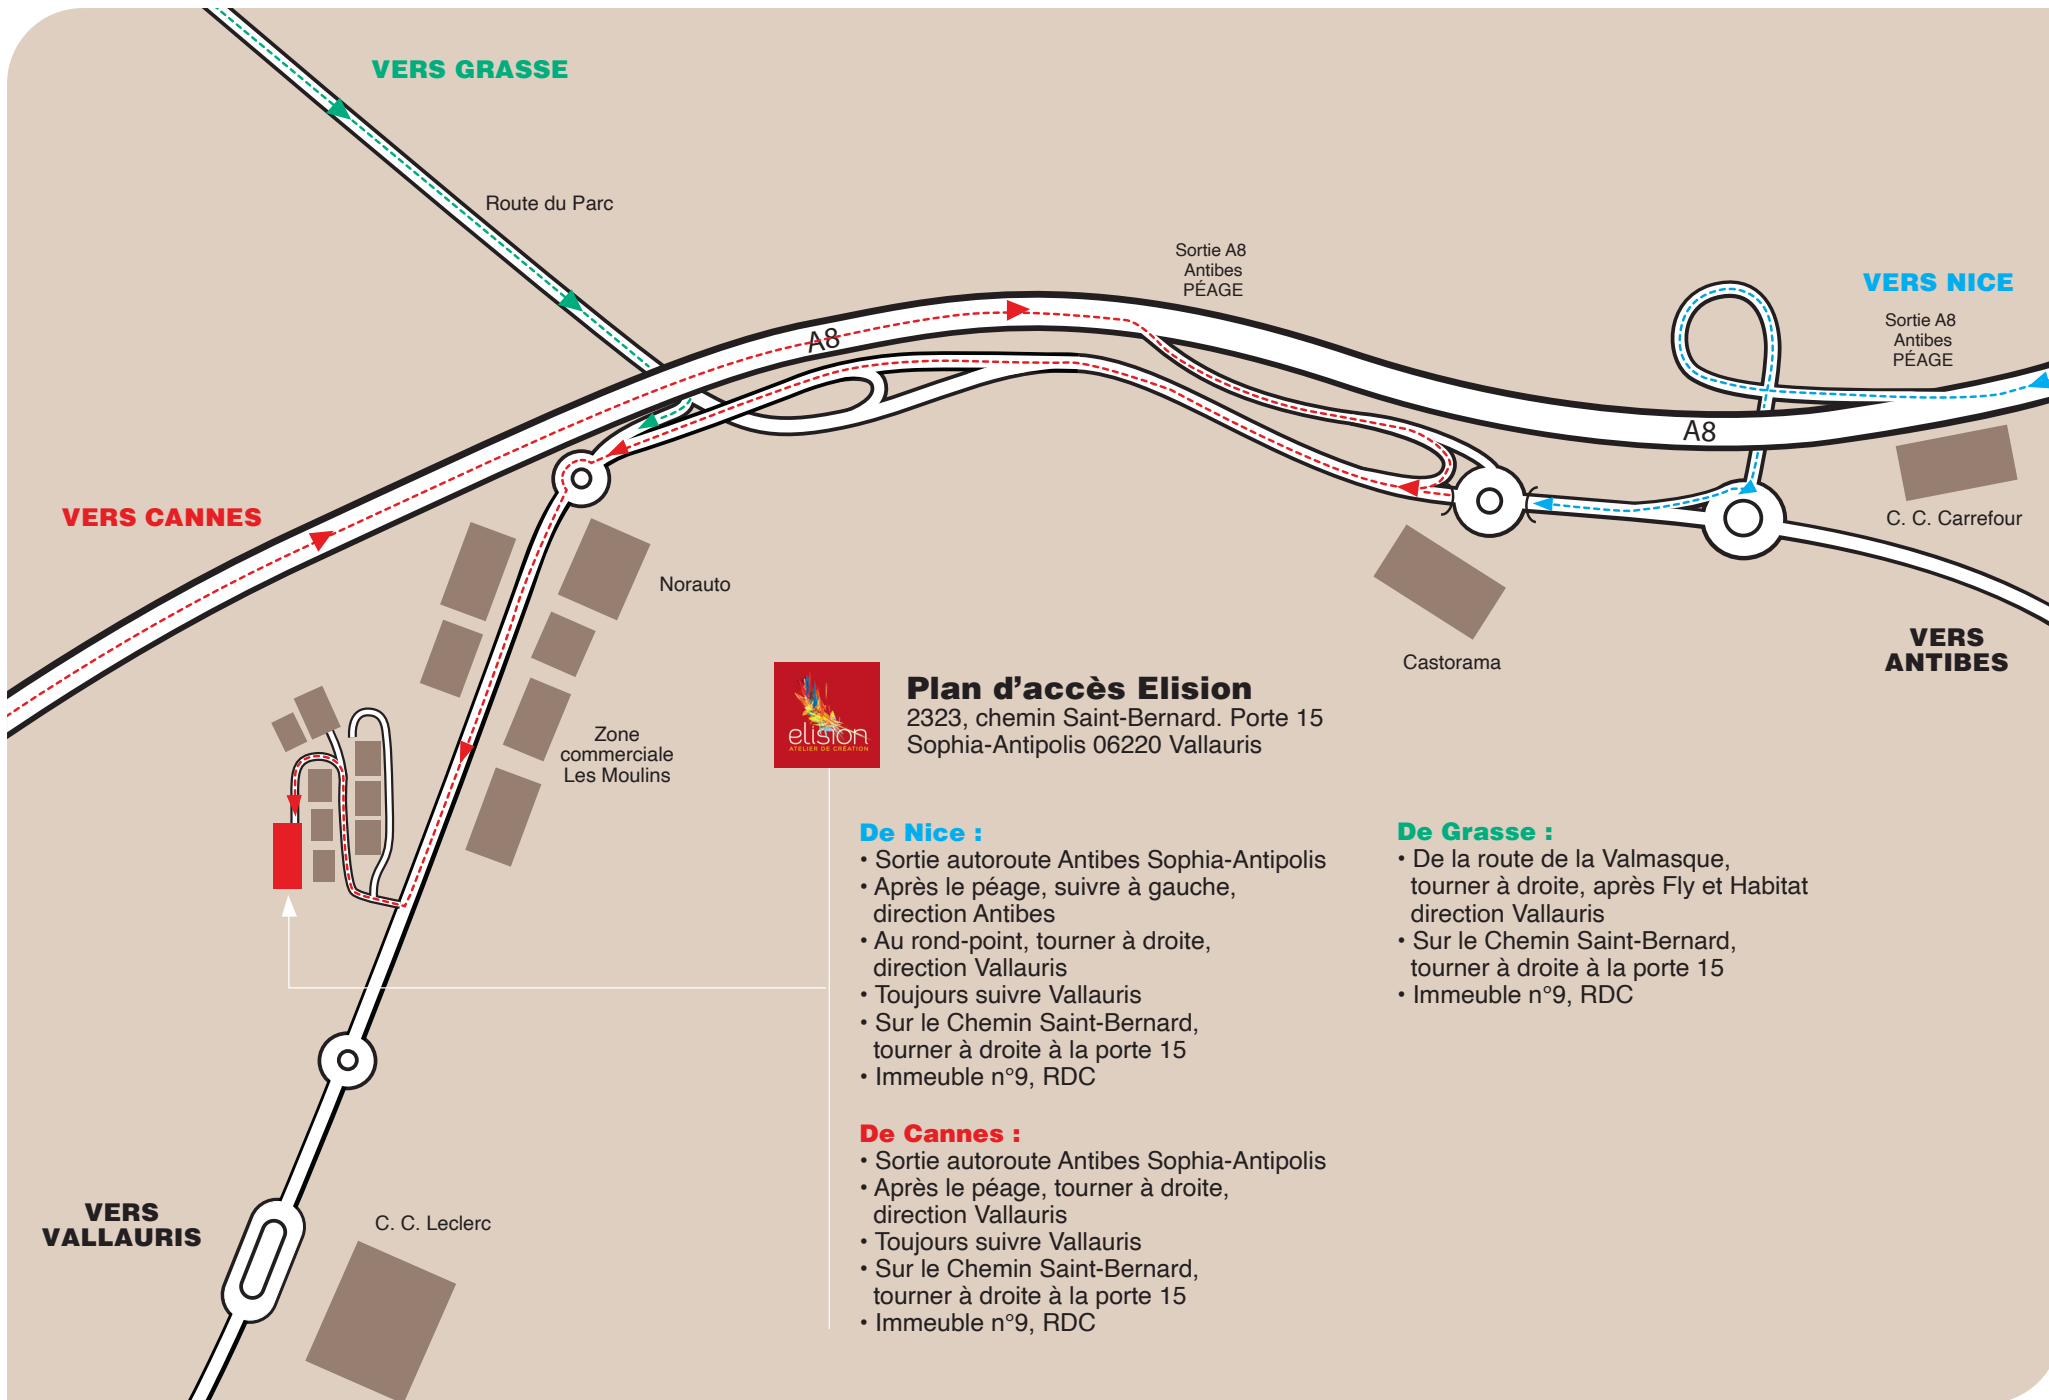 VERS GRASSE
Route du Parc
Sortie A8
Antibes
PÉAGE
VERS NICE
Sortie A8
Antibes
PÉAGE
A8
A8
VERS CANNES
C. C. Carrefour
Norauto
Castorama
VERS
ANTIBES
Zone
commerciale
Les Moulins
elision
ATELIER DE CRÉATION
Plan d’accès Elision
2323, chemin Saint-Bernard. Porte 15
Sophia-Antipolis 06220 Vallauris
De Nice :
• Sortie autoroute Antibes Sophia-Antipolis
• Après le péage, suivre à gauche,
direction Antibes
• Au rond-point, tourner à droite,
direction Vallauris
• Toujours suivre Vallauris
• Sur le Chemin Saint-Bernard,
tourner à droite à la porte 15
• Immeuble n°9, RDC
De Cannes :
• Sortie autoroute Antibes Sophia-Antipolis
• Après le péage, tourner à droite,
direction Vallauris
• Toujours suivre Vallauris
• Sur le Chemin Saint-Bernard,
tourner à droite à la porte 15
• Immeuble n°9, RDC
De Grasse :
• De la route de la Valmasque,
tourner à droite, après Fly et Habitat
direction Vallauris
• Sur le Chemin Saint-Bernard,
tourner à droite à la porte 15
• Immeuble n°9, RDC
VERS
VALLAURIS
C. C. Leclerc